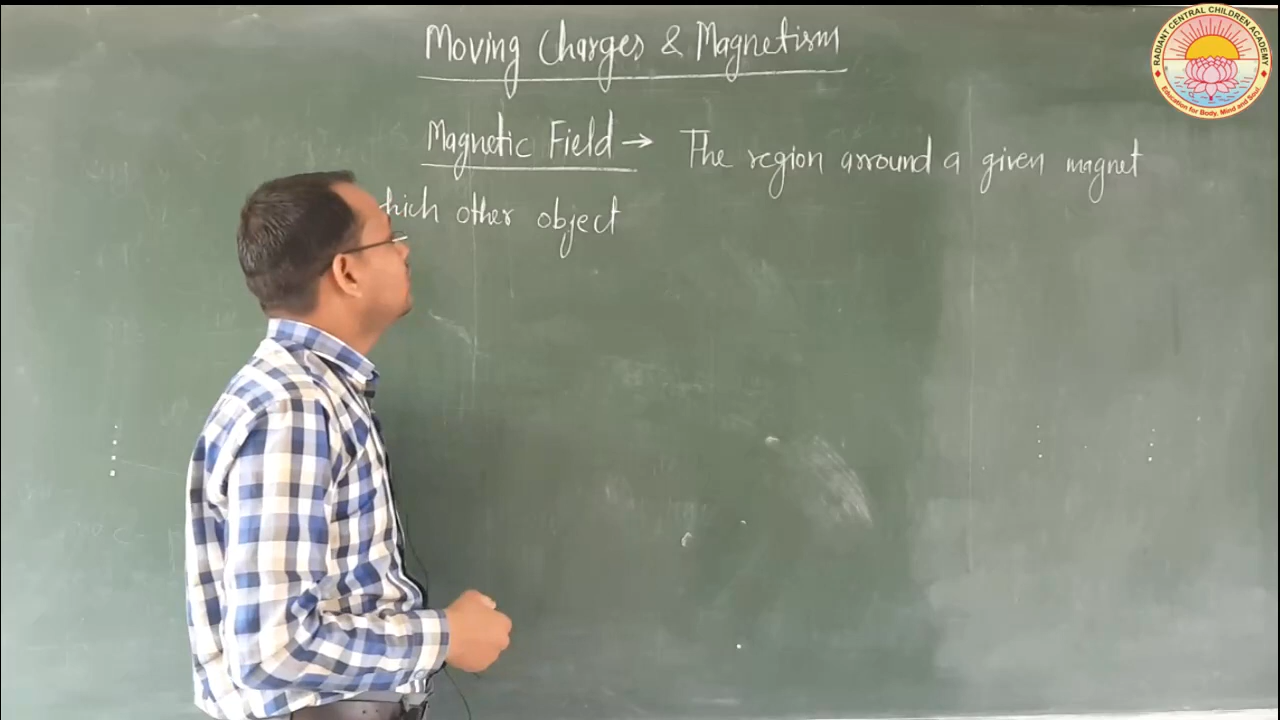 Moving Charges & Magnetism
Magnetic Field → The region arround a given magnet
hich other object
RADIANT CENTRAL CHILDREN ACADEMY
Education for Body, Mind and Soul